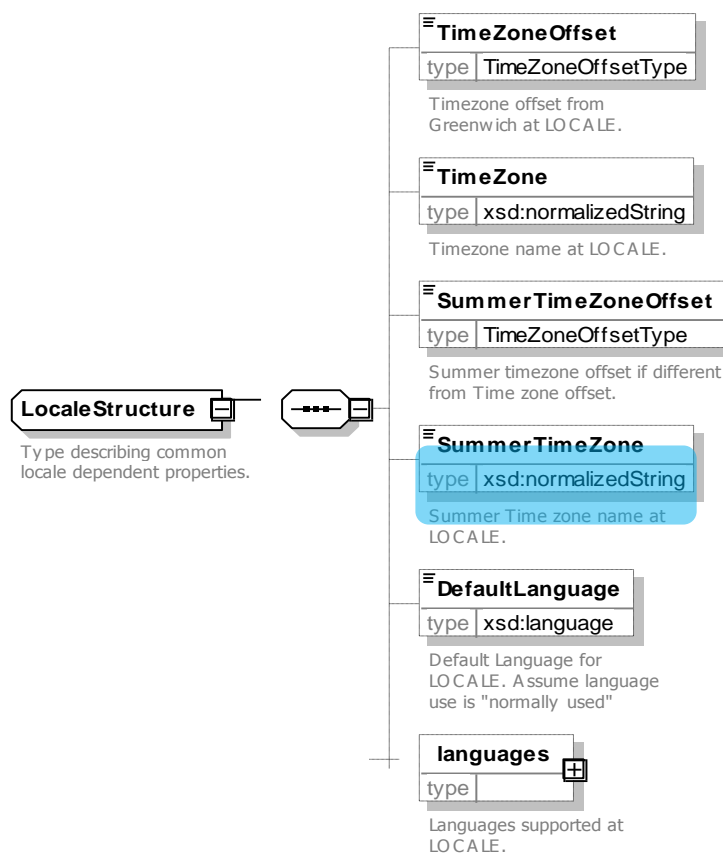 TimeZoneOffset
type TimeZoneOffsetType
Timezone offset from
Greenwich at LOCALE.
TimeZone
type xsd:normalizedString
Timezone name at LOCALE.
SummerTimeZoneOffset
type TimeZoneOffsetType
Summer timezone offset if different
from Time zone offset.
LocaleStructure
Type describing common
locale dependent properties.
SummerTimeZone
type xsd:normalizedString
Summer Time zone name at
LOCALE.
DefaultLanguage
type xsd:language
Default Language for
LOCALE. Assume language
use is "normally used"
languages
type
Languages supported at
LOCALE.